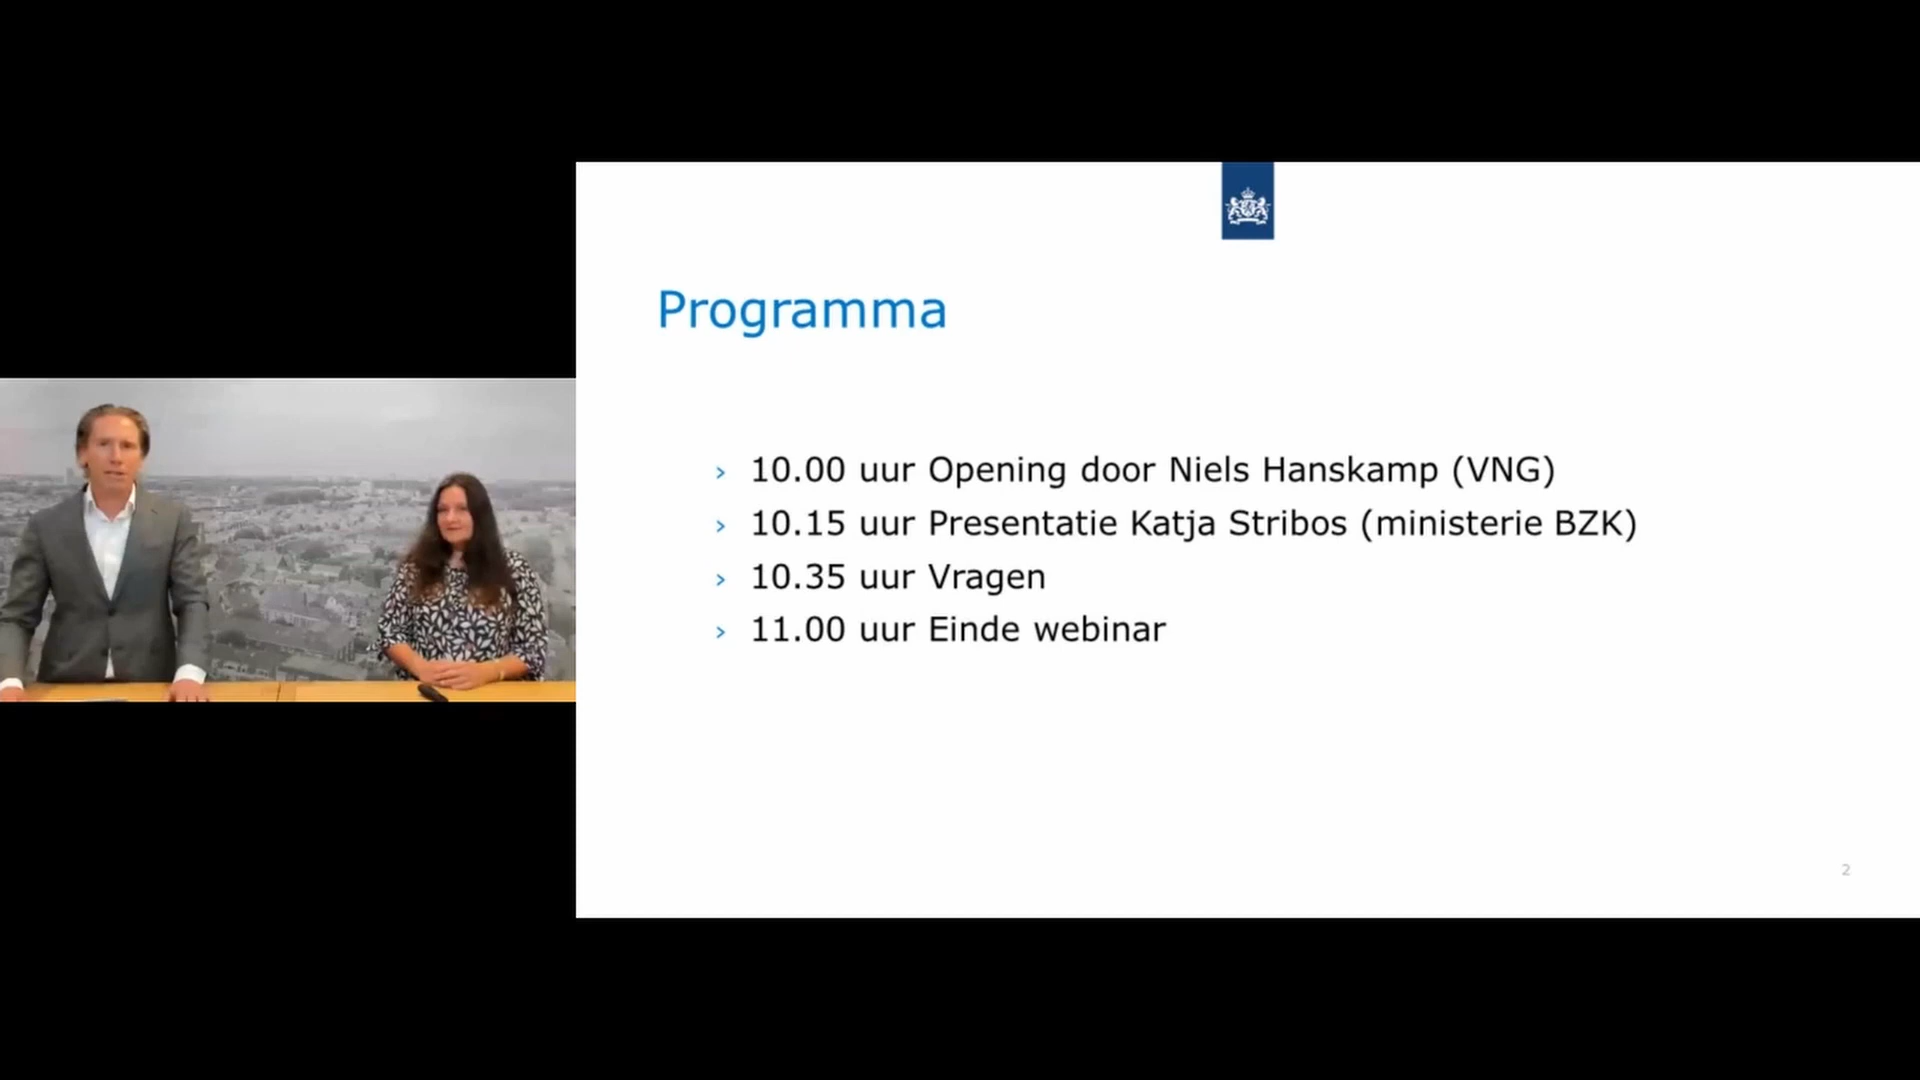 Programma
› 10.00 uur Opening door Niels Hanskamp (VNG)
› 10.15 uur Presentatie Katja Stribos (ministerie BZK)
› 10.35 uur Vragen
› 11.00 uur Einde webinar
2